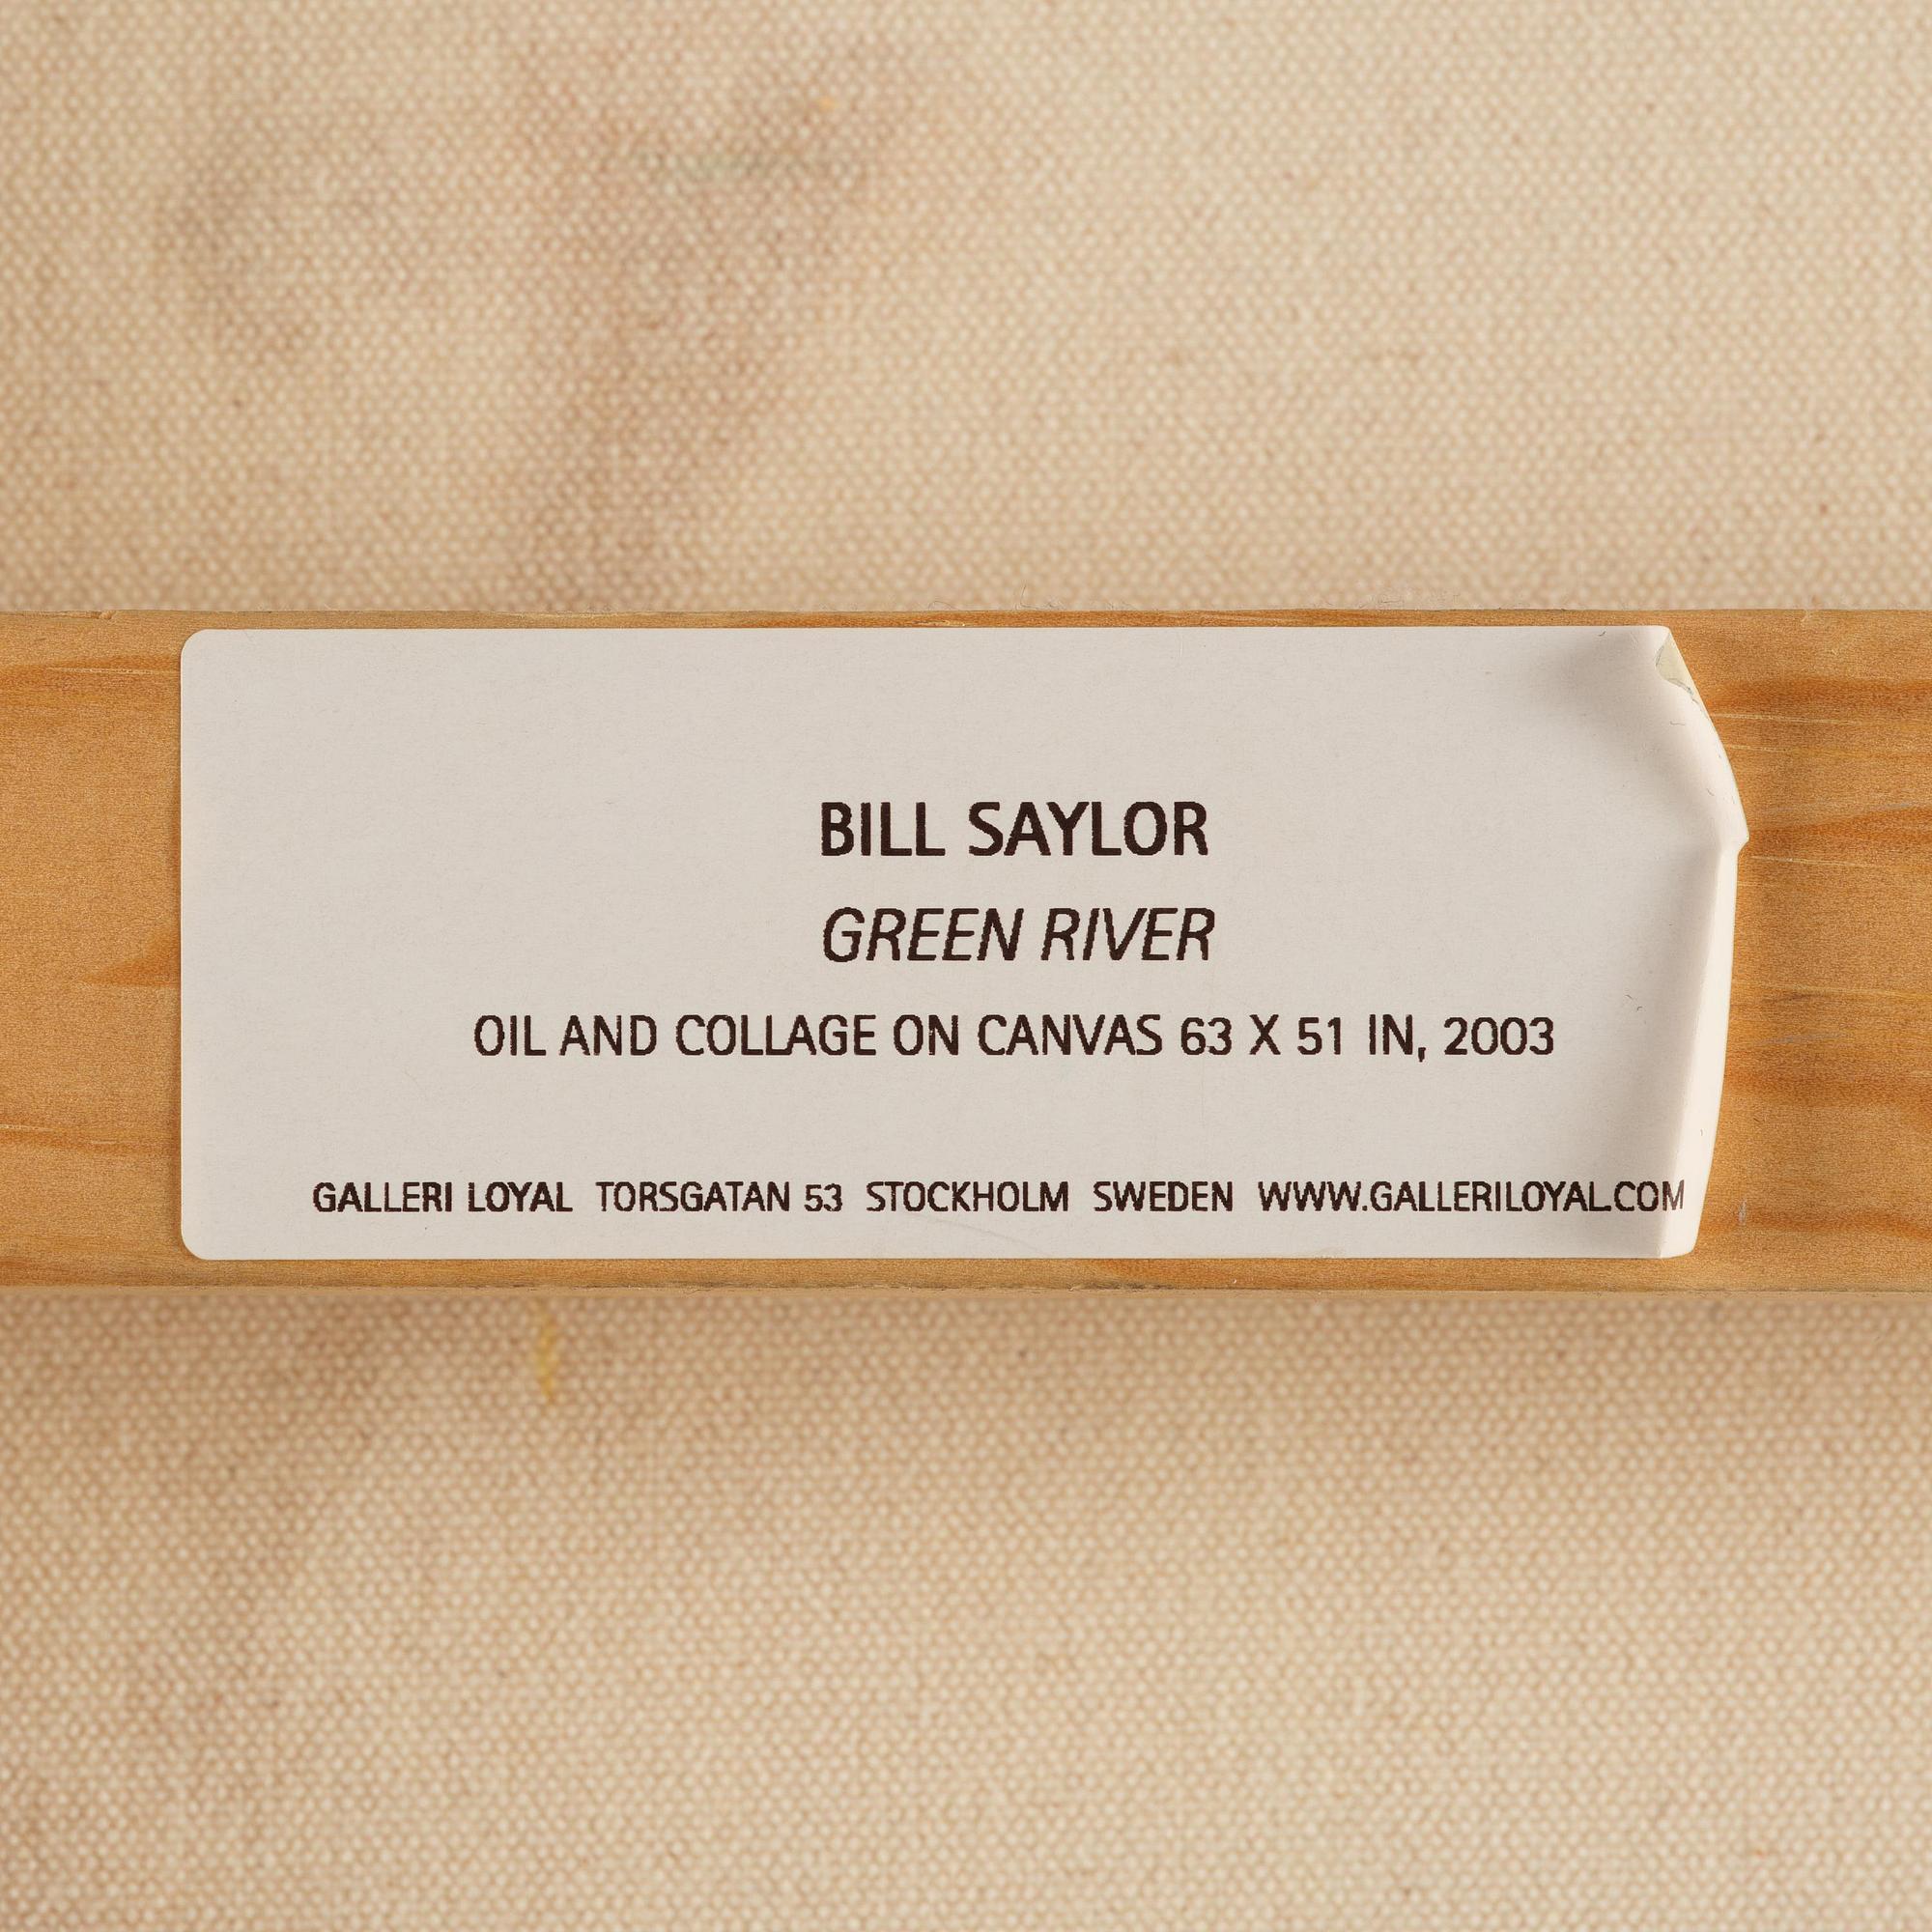 BILL SAYLOR
GREEN RIVER
OIL AND COLLAGE ON CANVAS 63 X 51 IN, 2003
GALLERI LOYAL TORSGATAN 53 STOCKHOLM SWEDEN WWW.GALLERILOYAL.COM